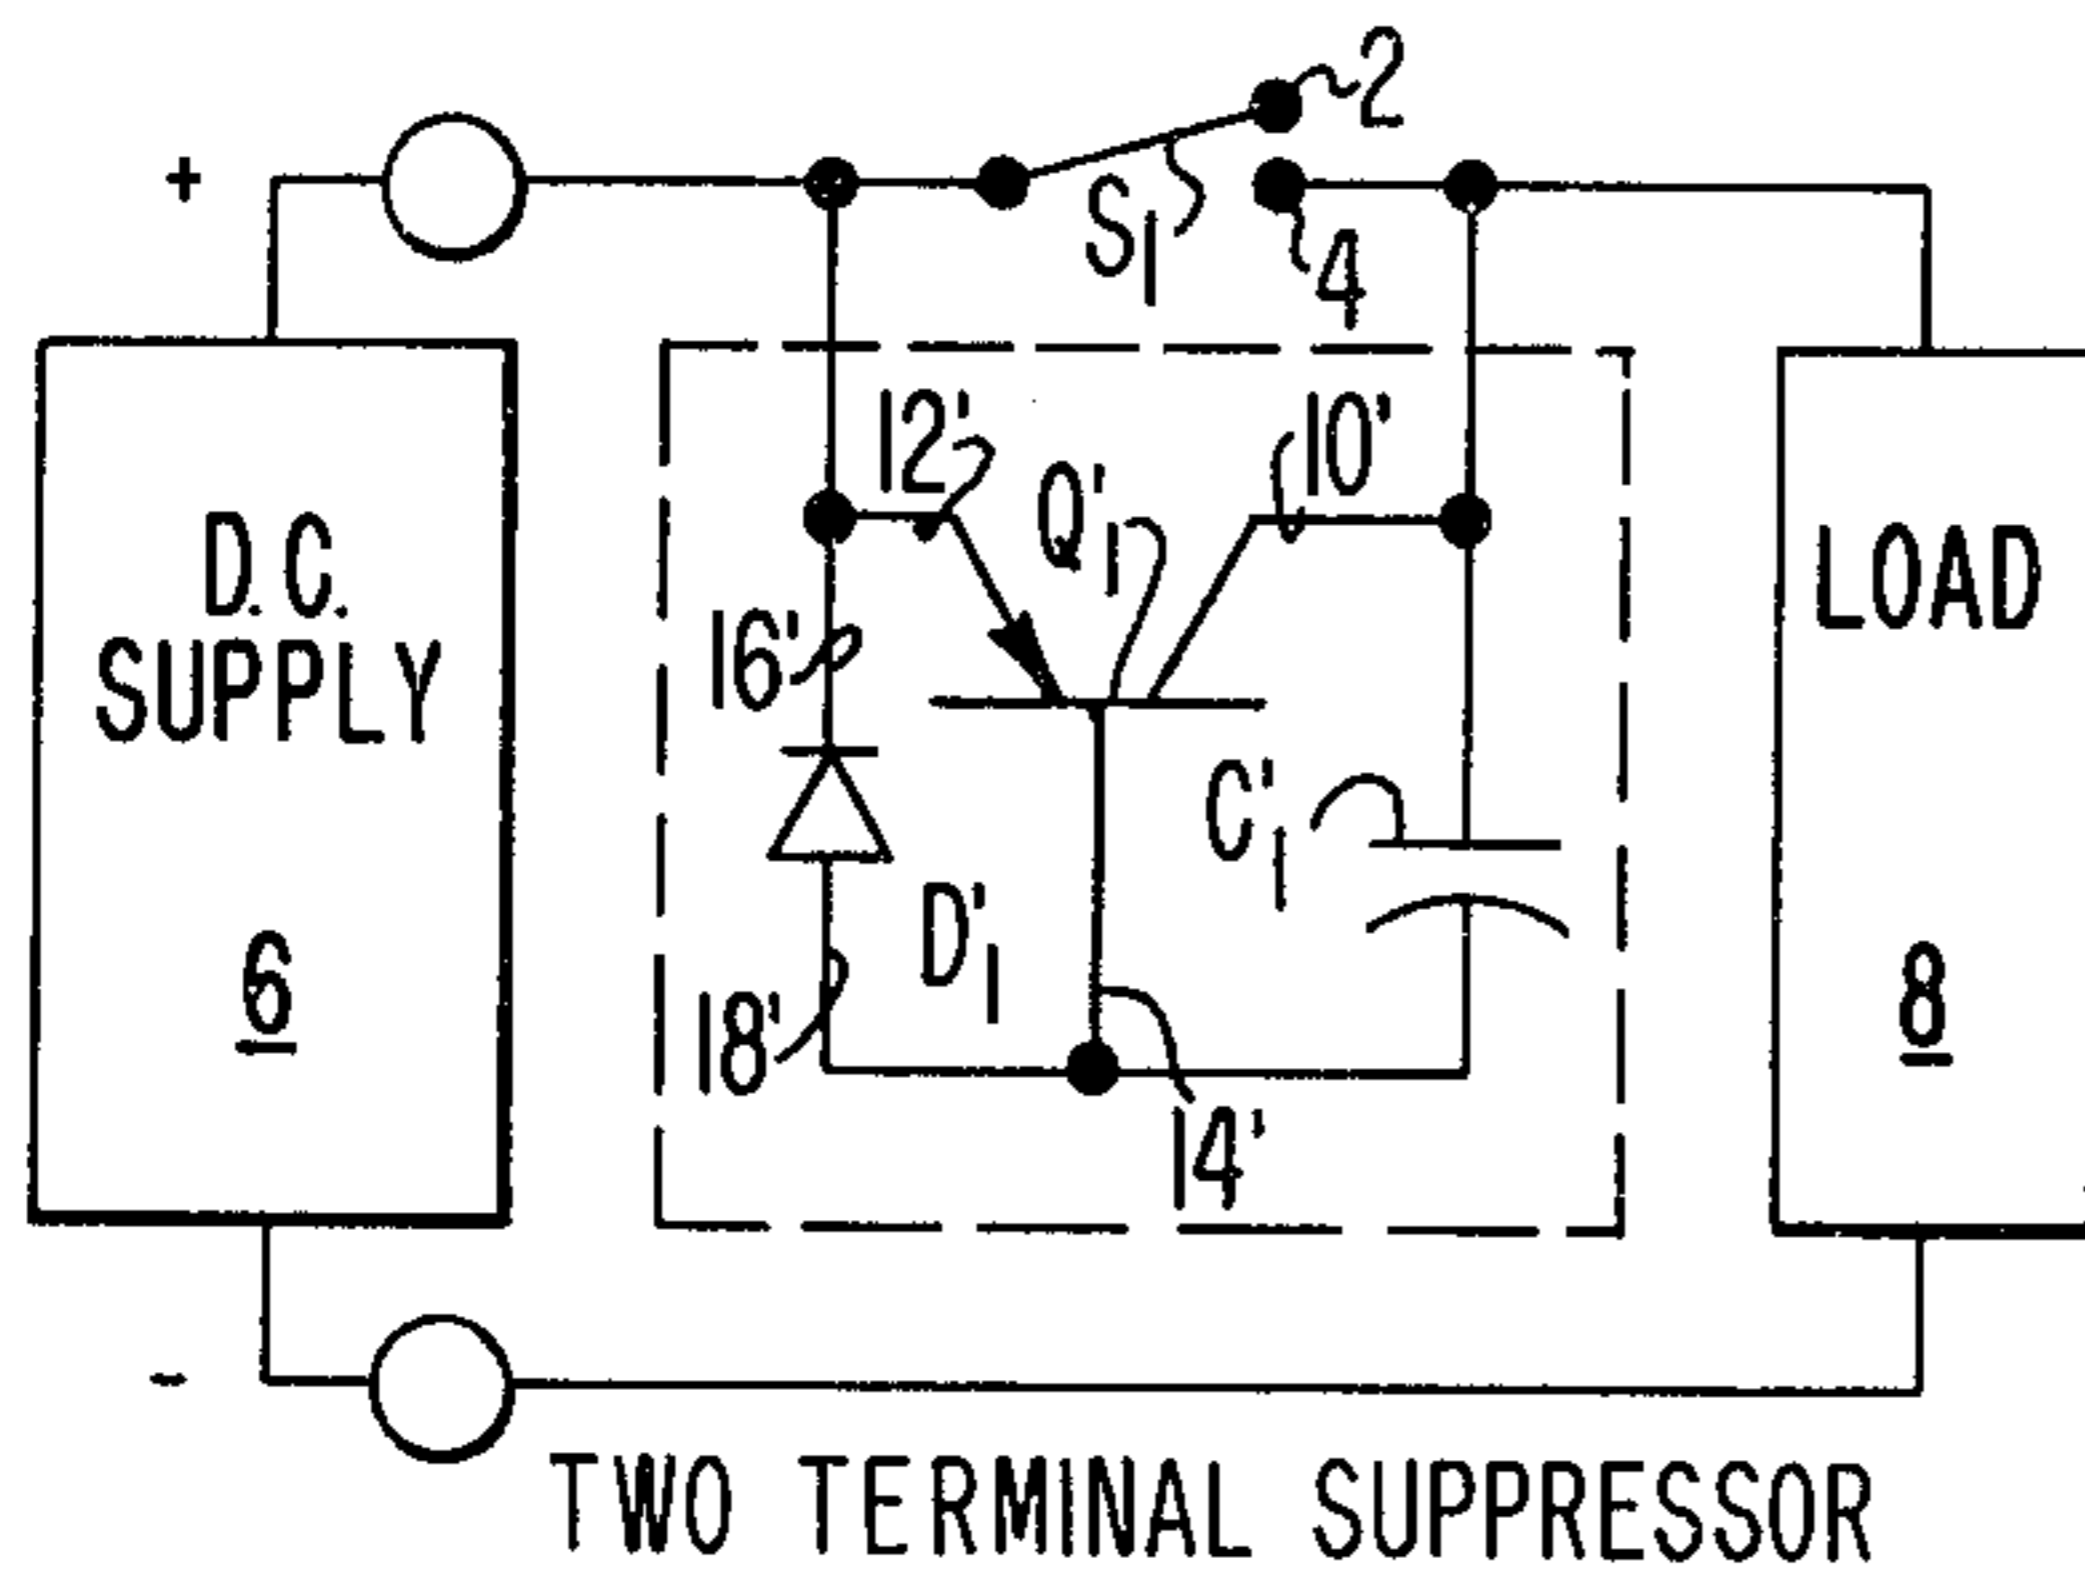 2
+
S1
4
12'
10'
Q'1
D.C.
SUPPLY
LOAD
16'
C'1
D'1
6
8
18'
14'
-
TWO TERMINAL SUPPRESSOR